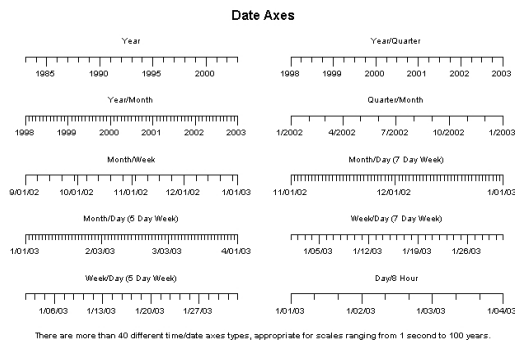 Date Axes
Year
1985 1990 1995 2000
Year/Quarter
1998 1999 2000 2001 2002 2003
Year/Month
1998 1999 2000 2001 2002 2003
Quarter/Month
1/2002 4/2002 7/2002 10/2002 1/2003
Month/Week
9/01/02 10/01/02 11/01/02 12/01/02 1/01/03
Month/Day (7 Day Week)
11/01/02 12/01/02 1/01/03
Month/Day (5 Day Week)
1/01/03 2/03/03 3/03/03 4/01/03
Week/Day (7 Day Week)
1/05/03 1/12/03 1/19/03 1/26/03
Week/Day (5 Day Week)
1/06/03 1/13/03 1/20/03 1/27/03
Day/8 Hour
1/01/03 1/02/03 1/03/03 1/04/03
There are more than 40 different time/date axes types, appropriate for scales ranging from 1 second to 100 years.